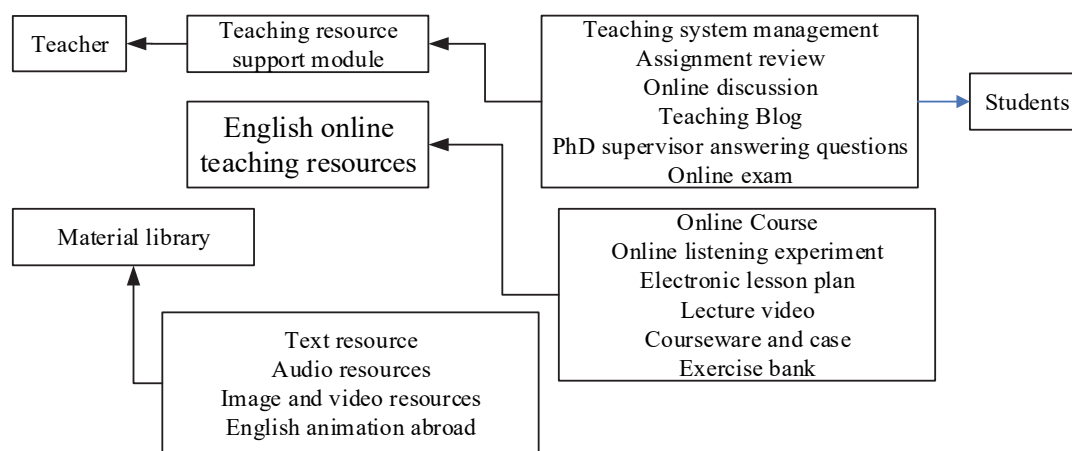 Teacher
Teaching resource
support module
Teaching system management
Assignment review
Online discussion
Teaching Blog
PhD supervisor answering questions
Online exam
Students
English online
teaching resources
Material library
Online Course
Online listening experiment
Electronic lesson plan
Lecture video
Courseware and case
Exercise bank
Text resource
Audio resources
Image and video resources
English animation abroad